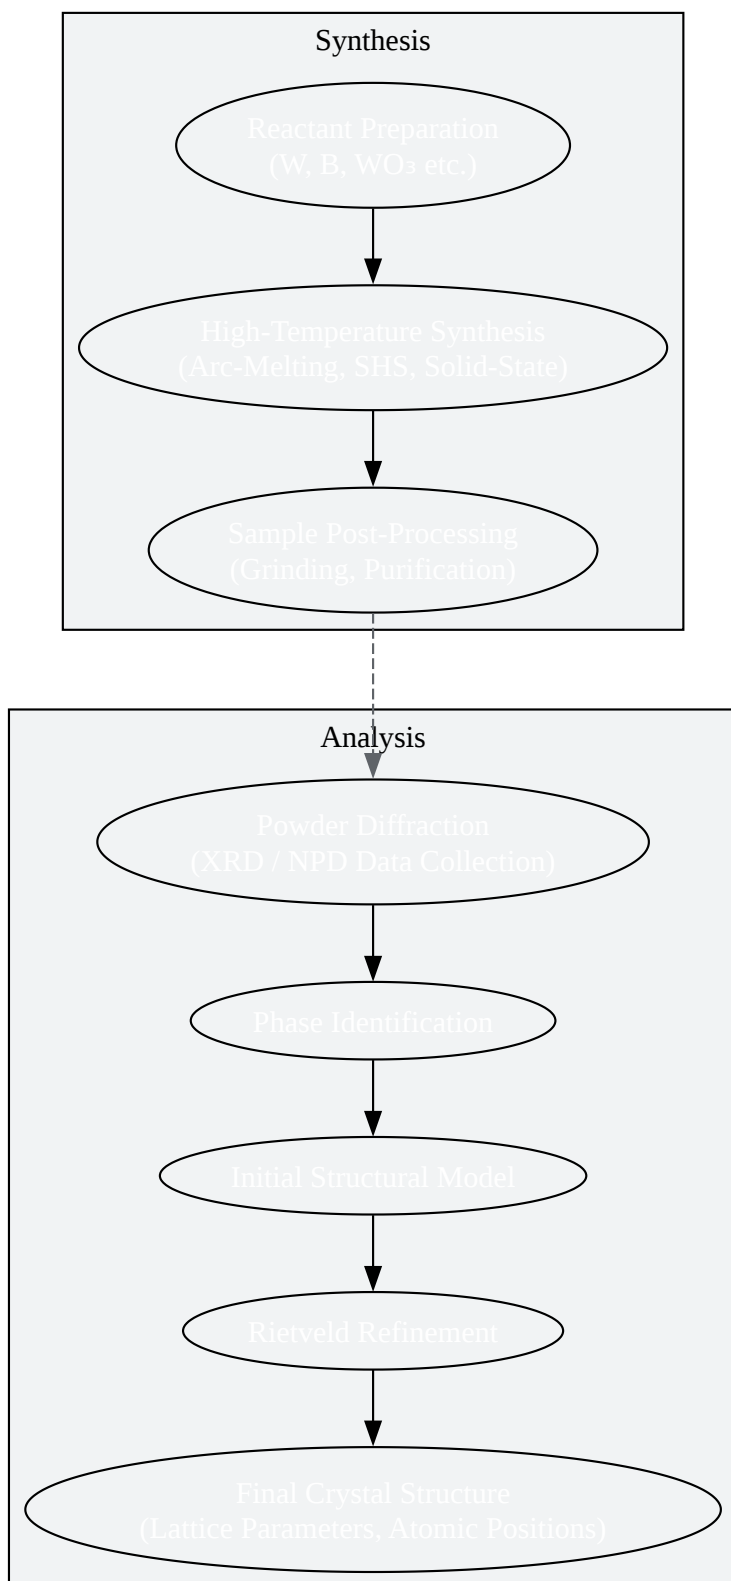 Synthesis
Reactant Preparation
(W, B, WO₃ etc.)
High-Temperature Synthesis
(Arc-Melting, SHS, Solid-State)
Sample Post-Processing
(Grinding, Purification)
Analysis
Powder Diffraction
(XRD / NPD Data Collection)
Phase Identification
Initial Structural Model
Rietveld Refinement
Final Crystal Structure
(Lattice Parameters, Atomic Positions)